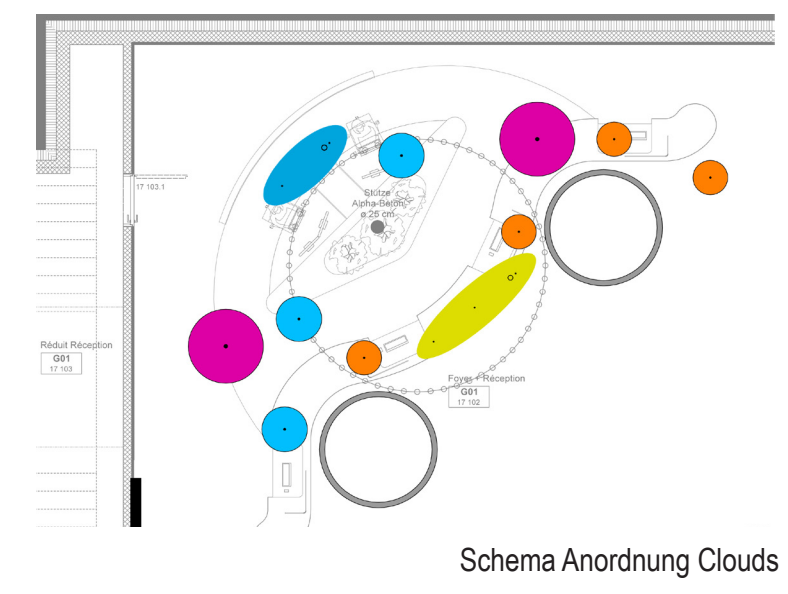 17 103.1
Stütze
Alpha-Beton
ø 25 cm
Réduit Réception
G01
17 103
Foyer + Réception
G01
17 102
Schema Anordnung Clouds